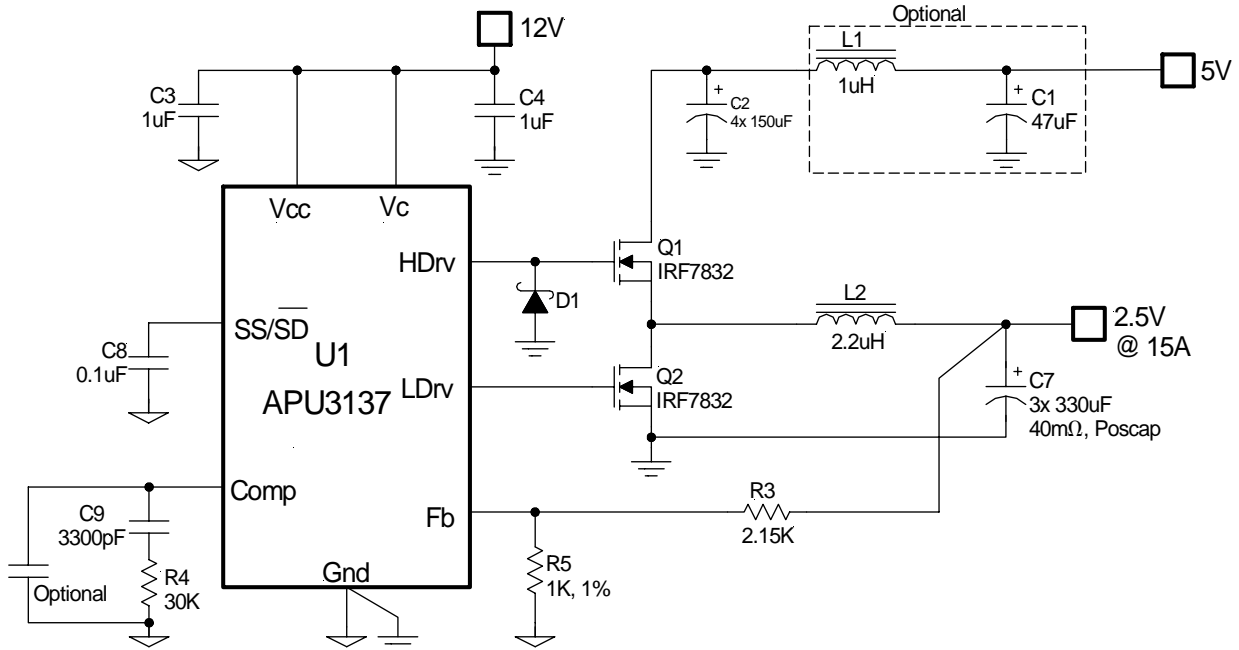 Optional
12V
L1
1uH
5V
C3
1uF
C4
1uF
C2
4x 150uF
C1
47uF
Vcc
Vc
HDrv
Q1
IRF7832
D1
L2
2.2uH
2.5V
@ 15A
SS/SD
C8
0.1uF
U1
APU3137
LDrv
Q2
IRF7832
C7
3x 330uF
40mΩ, Poscap
Comp
C9
3300pF
R3
2.15K
Fb
Optional
R4
30K
Gnd
R5
1K, 1%